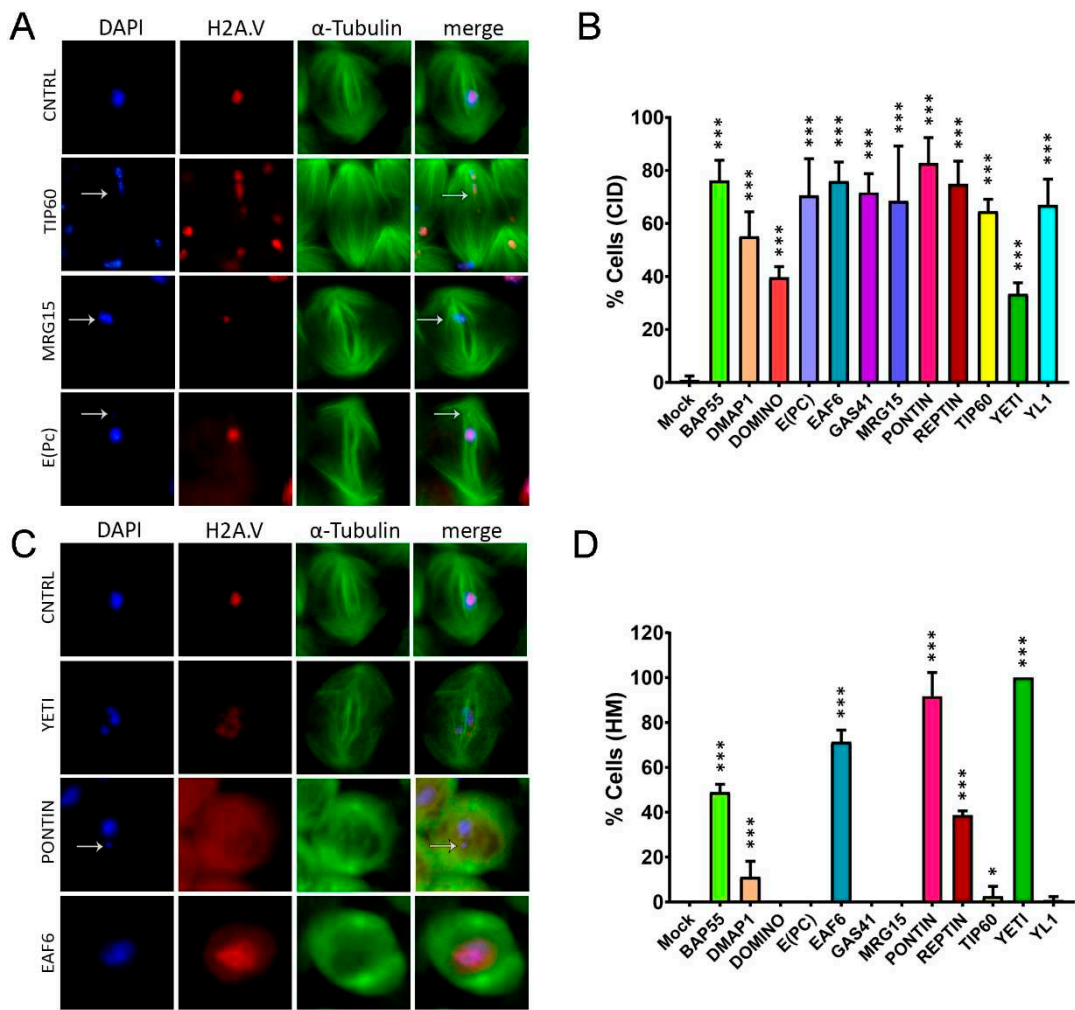 A
DAPI H2A.V α-Tubulin merge
CNTRL
TIP60
MRG15
E(Pc)
B
% Cells (CID)
100
80
60
40
20
0
*** *** *** *** *** *** *** *** *** *** *** ***
Mock BAP55 DMAP1 DOMINO E(PC) EAF6 GAS41 MRG15 PONTIN REPTIN TIP60 YETI YL1
C
DAPI H2A.V α-Tubulin merge
CNTRL
YETI
PONTIN
EAF6
D
% Cells (HM)
120
100
80
60
40
20
0
*** *** *** *** *** * ***
Mock BAP55 DMAP1 DOMINO E(PC) EAF6 GAS41 MRG15 PONTIN REPTIN TIP60 YETI YL1